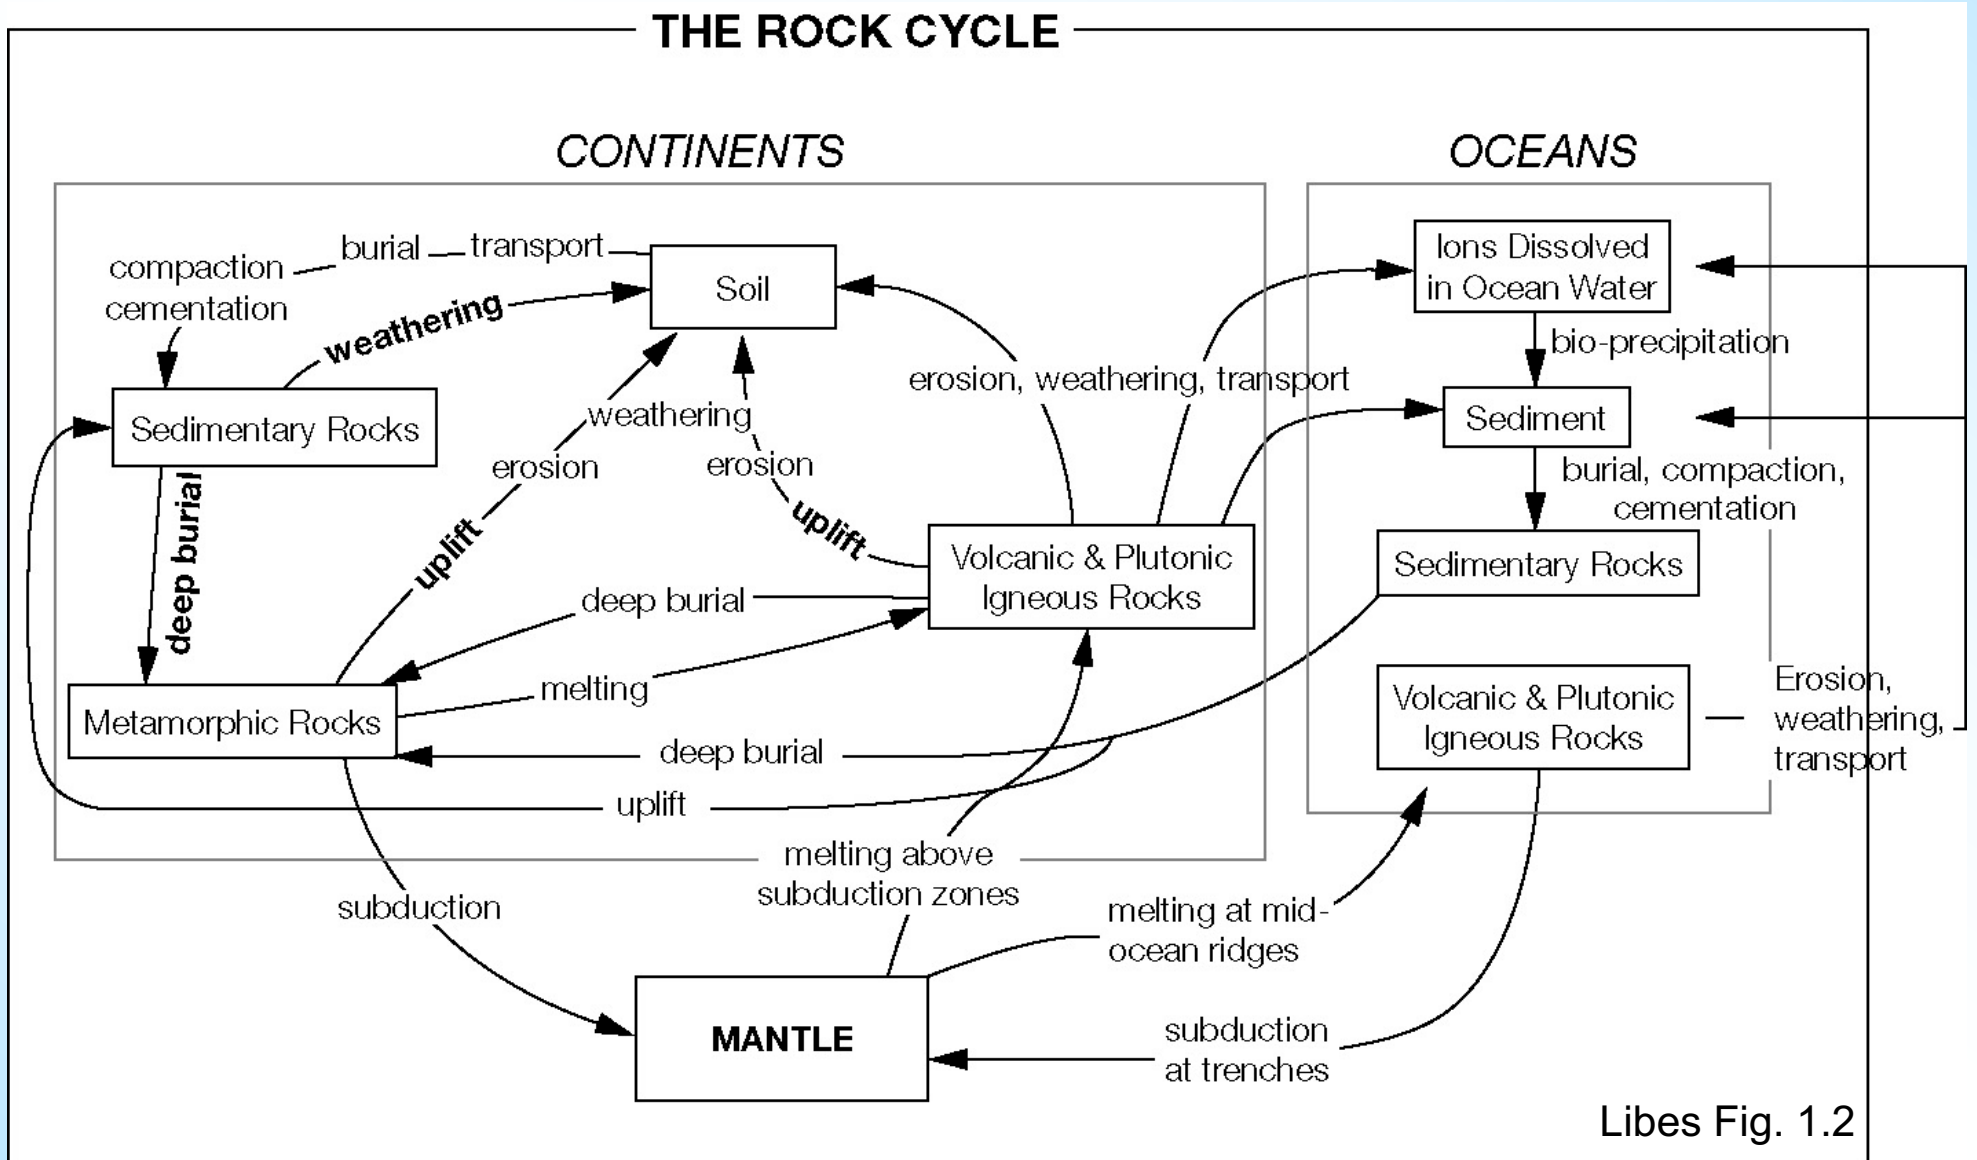 THE ROCK CYCLE
CONTINENTS
OCEANS
compaction
cementation
burial
transport
Soil
weathering
Sedimentary Rocks
deep burial
weathering
erosion
uplift
erosion
uplift
erosion, weathering, transport
Volcanic & Plutonic
Igneous Rocks
deep burial
melting
Metamorphic Rocks
deep burial
uplift
Ions Dissolved
in Ocean Water
bio-precipitation
Sediment
burial, compaction,
cementation
Sedimentary Rocks
Volcanic & Plutonic
Igneous Rocks
Erosion,
weathering,
transport
subduction
melting above
subduction zones
melting at mid-
ocean ridges
MANTLE
subduction
at trenches
Libes Fig. 1.2